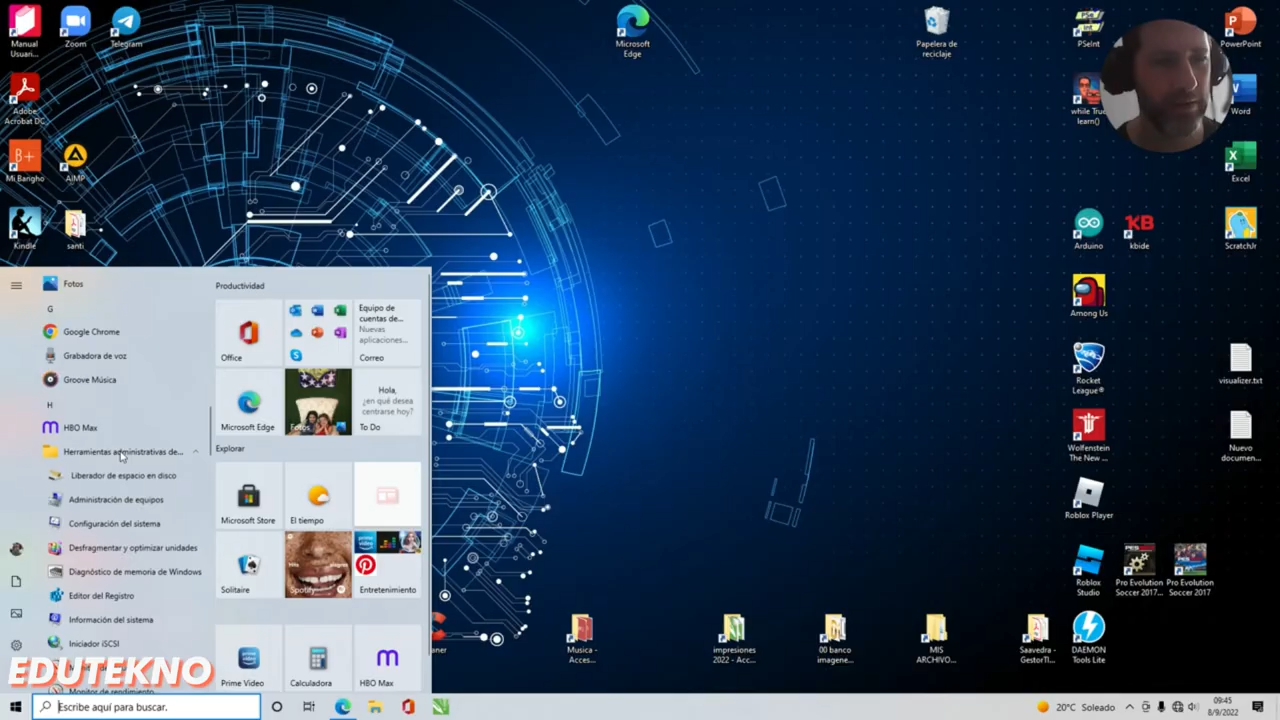 Manual
Usuari...
Zoom
Telegram
Microsoft
Edge
Papelera de
reciclaje
PSeInt
PowerPoint
Adobe
Acrobat DC
while True:
learn()
Word
Mi.Bargho
AIMP
Excel
Kindle
santi
Arduino
kbide
ScratchJr
Among Us
Rocket
League®
visualizer.txt
Wolfenstein
The New ...
Nuevo
documen...
Roblox Player
Roblox
Studio
Pro Evolution
Soccer 2017...
Pro Evolution
Soccer 2017
Musica -
Acces...
impresiones
2022 - Acc...
00 banco
imagene...
MIS
ARCHIVO...
Saavedra -
GestorTI...
DAEMON
Tools Lite
Fotos
G
Google Chrome
Grabadora de voz
Groove Música
H
HBO Max
Herramientas administrativas de...
Liberador de espacio en disco
Administración de equipos
Configuración del sistema
Desfragmentar y optimizar unidades
Diagnóstico de memoria de Windows
Editor del Registro
Información del sistema
Iniciador iSCSI
Monitor de rendimiento
Productividad
Office
Equipo de
cuentas de...
Nuevas
aplicaciones...
Correo
Microsoft Edge
Fotos
Hola,
¿en qué desea
centrarse hoy?
To Do
Explorar
Microsoft Store
El tiempo
Solitaire
Spotify
prime video
Entretenimiento
Prime Video
Calculadora
HBO Max
EDUTEKNO
Escribe aquí para buscar.
20°C Soleado
09:45
8/9/2022